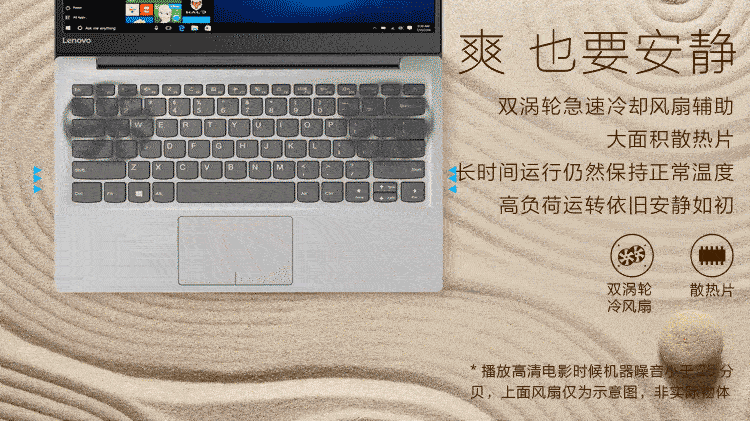 Lenovo
爽 也要安静
双涡轮急速冷却风扇辅助
大面积散热片
长时间运行仍然保持正常温度
高负荷运转依旧安静如初
双涡轮
冷风扇
散热片
* 播放高清电影时候机器噪音小于 分
贝，上面风扇仅为示意图，非实际物体